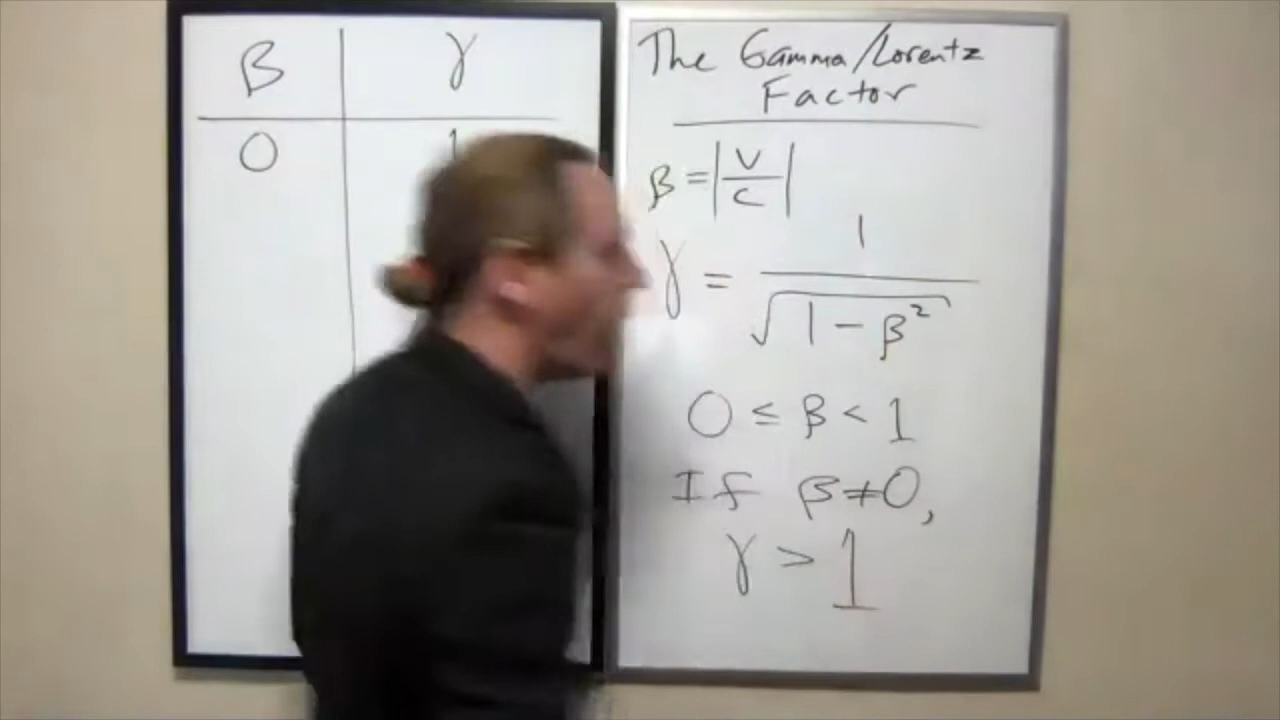 β γ
0 1
The Gamma/Lorentz
Factor
β = |v/c|
γ = 1/√(1 - β²)
0 ≤ β < 1
If β ≠ 0,
γ > 1